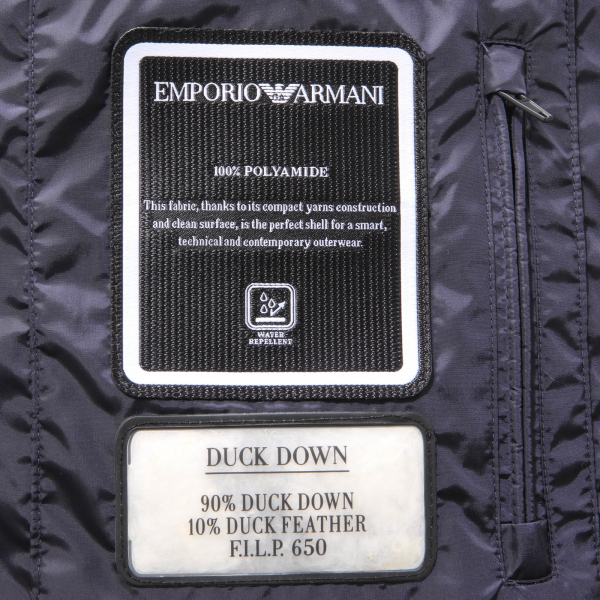 EMPORIO ARMANI
100% POLYAMIDE
This fabric, thanks to its compact yarns construction
and clean surface, is the perfect shell for a smart,
technical and contemporary outerwear.
WATER
REPELLENT
DUCK DOWN
90% DUCK DOWN
10% DUCK FEATHER
F.I.L.P. 650